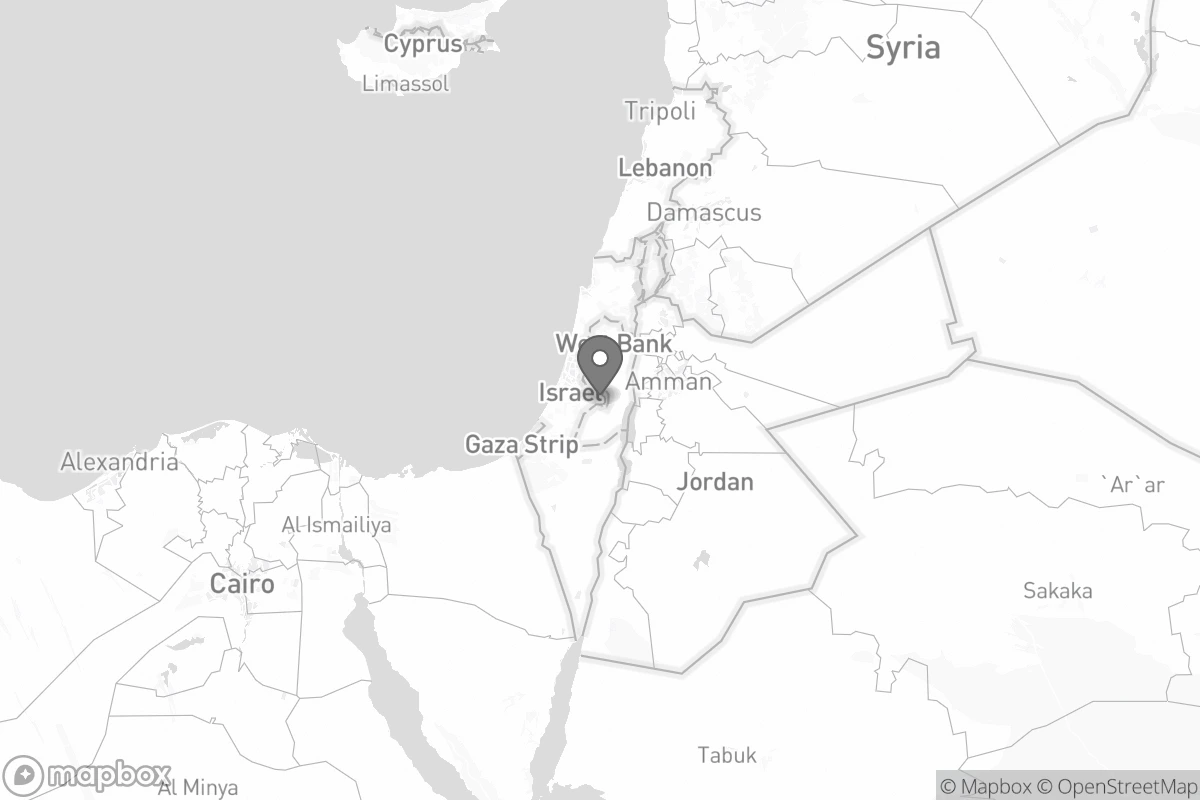 Cyprus
Limassol
Syria
Tripoli
Lebanon
Damascus
West Bank
Israel
Amman
Gaza Strip
Alexandria
Jordan
`Ar`ar
Al Ismailiya
Cairo
Sakaka
Tabuk
mapbox
Al Minya
© Mapbox © OpenStreetMap